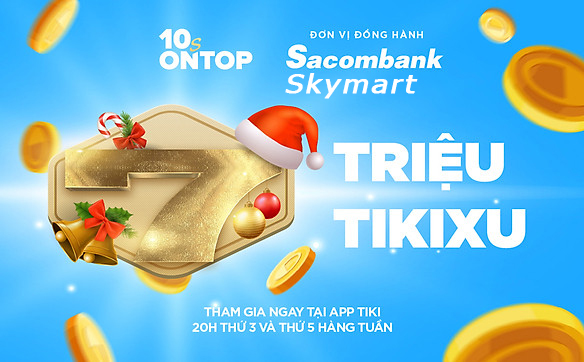 10s
ONTOP
ĐƠN VỊ ĐỒNG HÀNH
Sacombank
Skymart
7
TRIỆU
TIKIXU
THAM GIA NGAY TẠI APP TIKI
20H THỨ 3 VÀ THỨ 5 HÀNG TUẦN